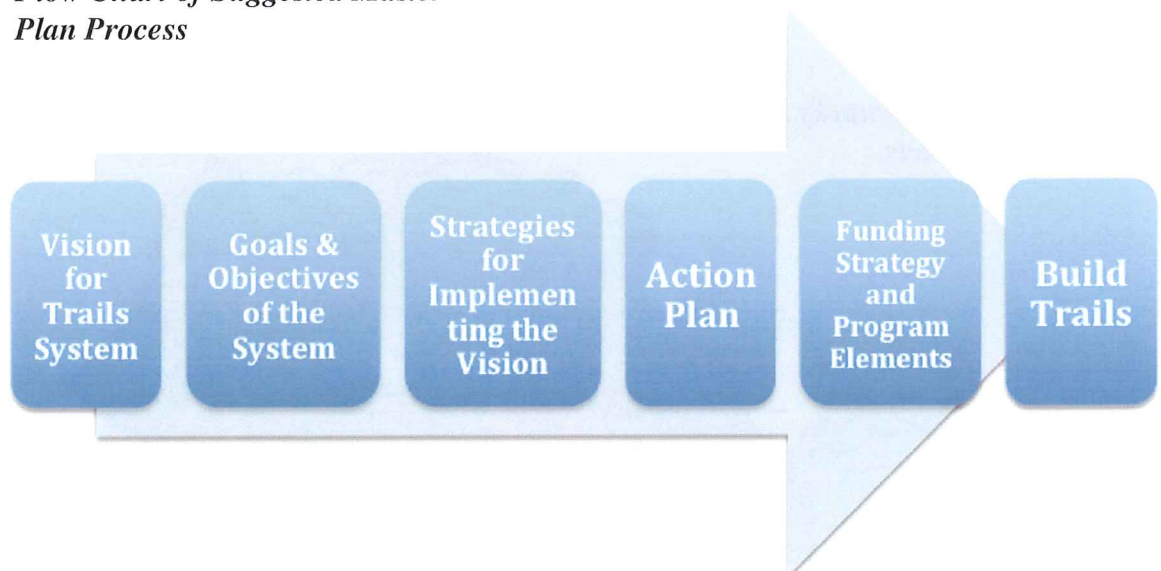 Plan Process
Vision
for
Trails
System
Goals &
Objectives
of the
System
Strategies
for
Implemen
ting the
Vision
Action
Plan
Funding
Strategy
and
Program
Elements
Build
Trails